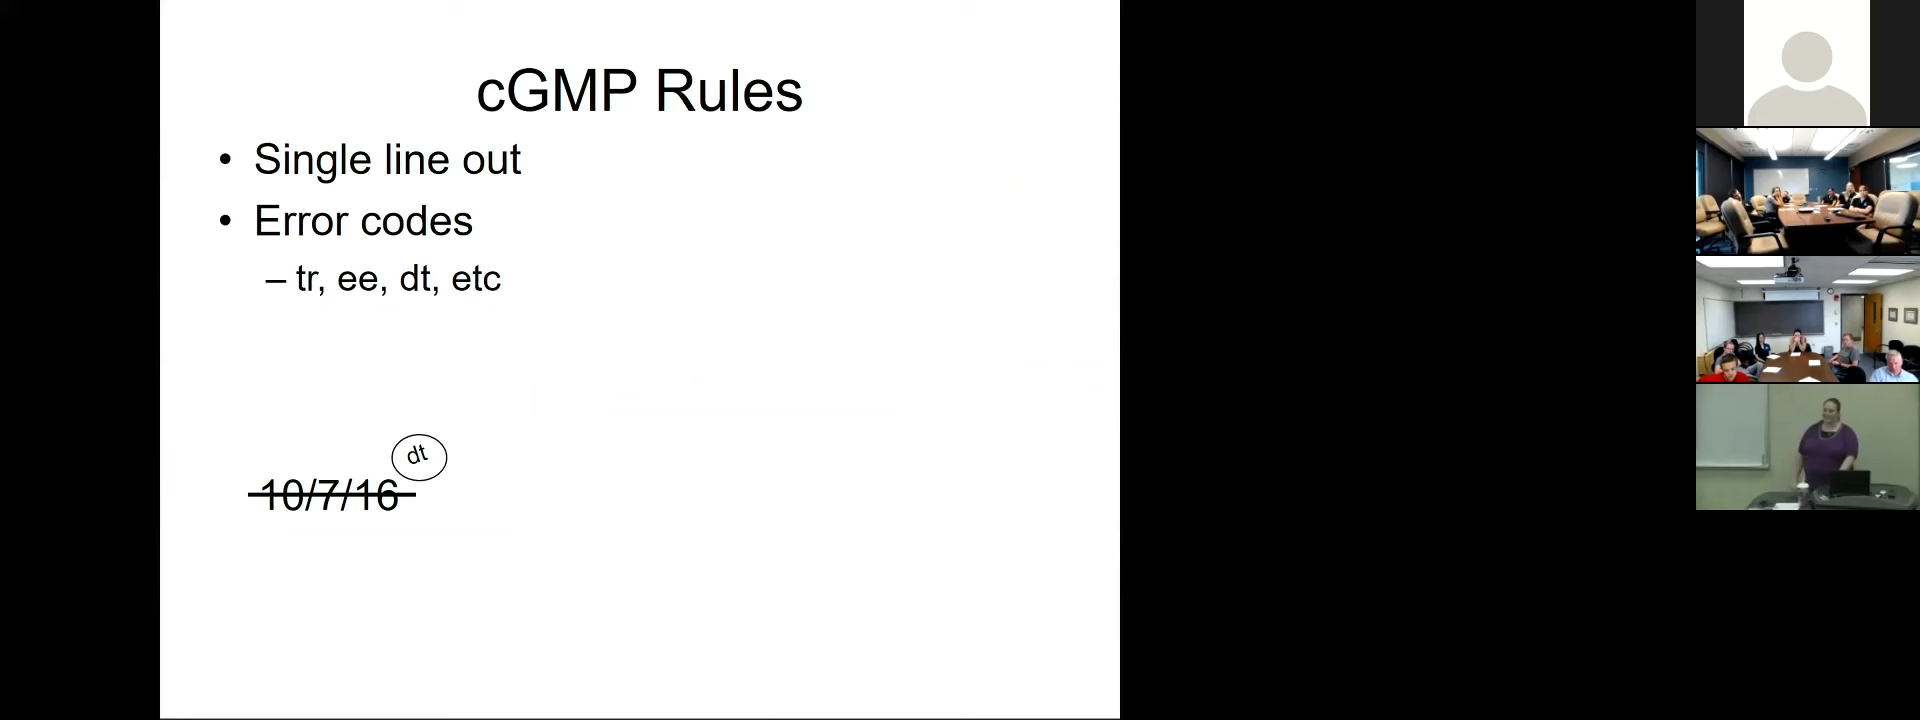 cGMP Rules
• Single line out
• Error codes
– tr, ee, dt, etc
dt
10/7/16